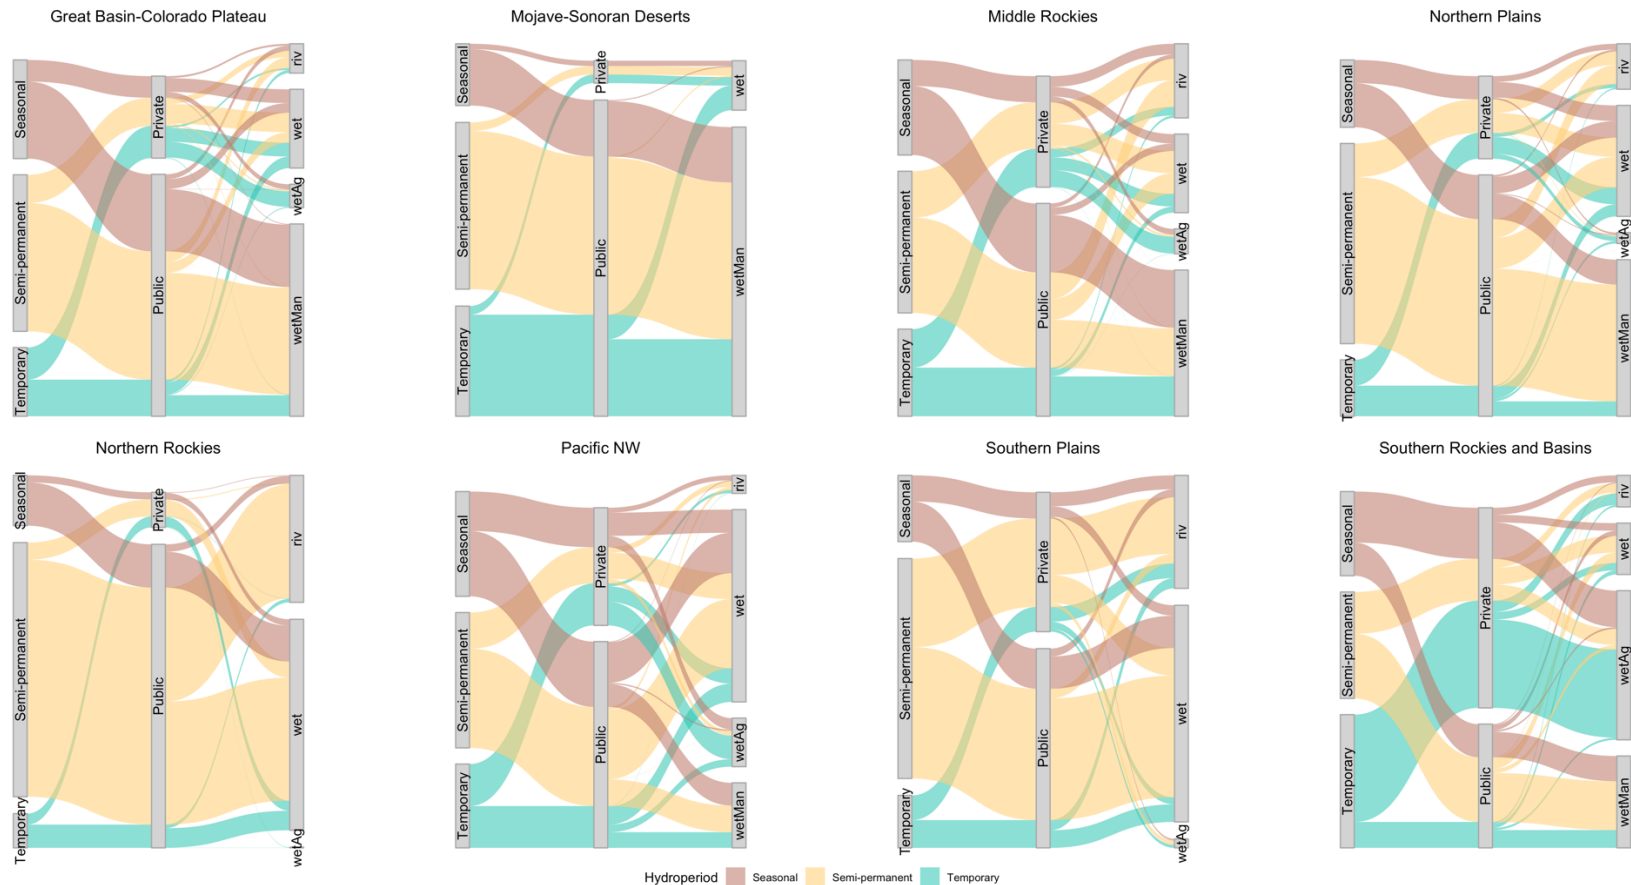 Great Basin-Colorado Plateau
Seasonal
Semi-permanent
Temporary
Private
Public
riv
wet
wetAg
wetMan
Mojave-Sonoran Deserts
Seasonal
Semi-permanent
Temporary
Private
Public
wet
wetMan
Middle Rockies
Seasonal
Semi-permanent
Temporary
Private
Public
riv
wet
wetAg
wetMan
Northern Plains
Seasonal
Semi-permanent
Temporary
Private
Public
riv
wet
wetAg
wetMan
Northern Rockies
Seasonal
Semi-permanent
Temporary
Private
Public
riv
wet
wetAg
Pacific NW
Seasonal
Semi-permanent
Temporary
Private
Public
riv
wet
wetAg
wetMan
Southern Plains
Seasonal
Semi-permanent
Temporary
Private
Public
riv
wet
wetAg
Southern Rockies and Basins
Seasonal
Semi-permanent
Temporary
Private
Public
riv
wet
wetAg
wetMan
Hydroperiod Seasonal Semi-permanent Temporary